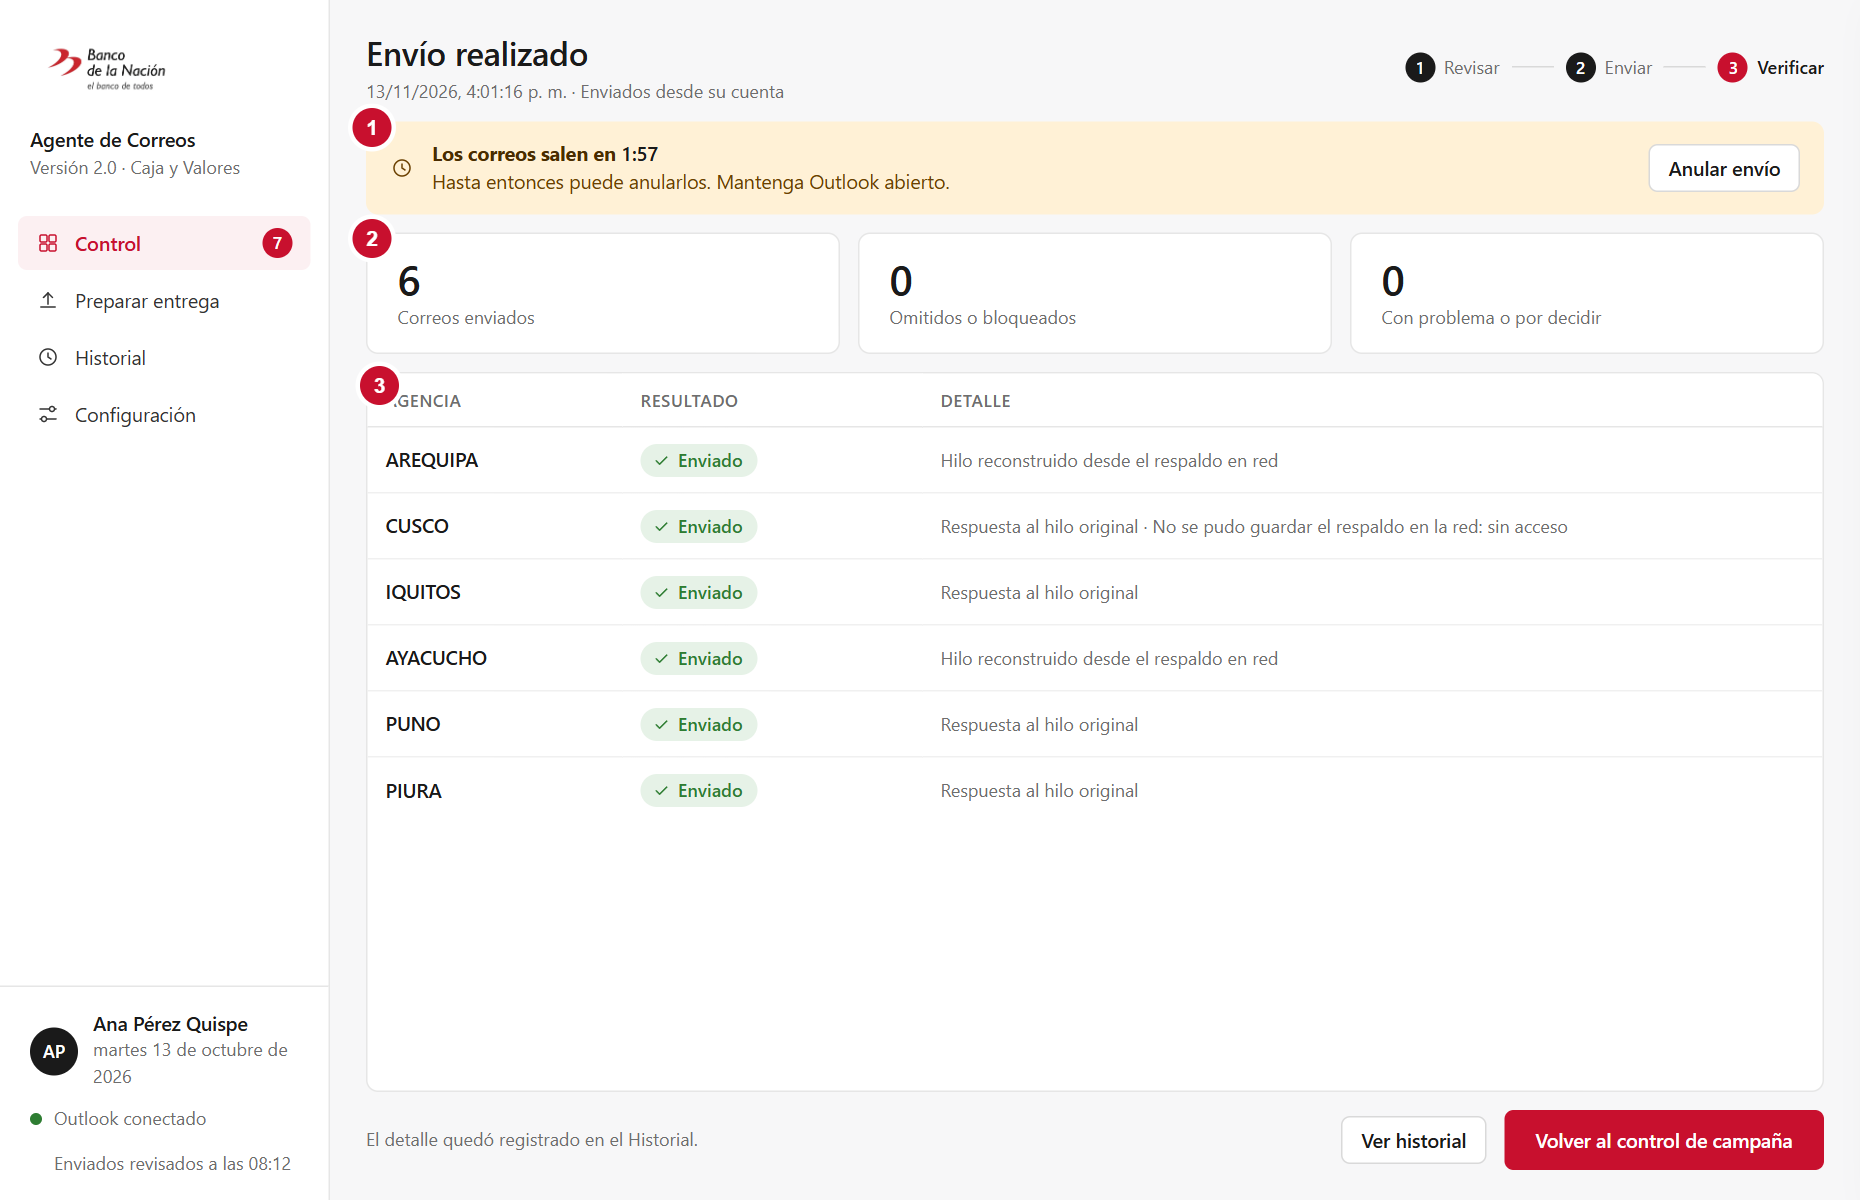 Banco
de la Nación
el banco de todos
Agente de Correos
Versión 2.0 · Caja y Valores
Control 7
Preparar entrega
Historial
Configuración
Ana Pérez Quispe
AP
martes 13 de octubre de
2026
Outlook conectado
Enviados revisados a las 08:12
Envío realizado
13/11/2026, 4:01:16 p. m. · Enviados desde su cuenta
1 Revisar 2 Enviar 3 Verificar
1
Los correos salen en 1:57
Hasta entonces puede anularlos. Mantenga Outlook abierto.
Anular envío
2
6
Correos enviados
0
Omitidos o bloqueados
0
Con problema o por decidir
3
GENCIA RESULTADO DETALLE
AREQUIPA Enviado Hilo reconstruido desde el respaldo en red
CUSCO Enviado Respuesta al hilo original · No se pudo guardar el respaldo en la red: sin acceso
IQUITOS Enviado Respuesta al hilo original
AYACUCHO Enviado Hilo reconstruido desde el respaldo en red
PUNO Enviado Respuesta al hilo original
PIURA Enviado Respuesta al hilo original
El detalle quedó registrado en el Historial.
Ver historial
Volver al control de campaña